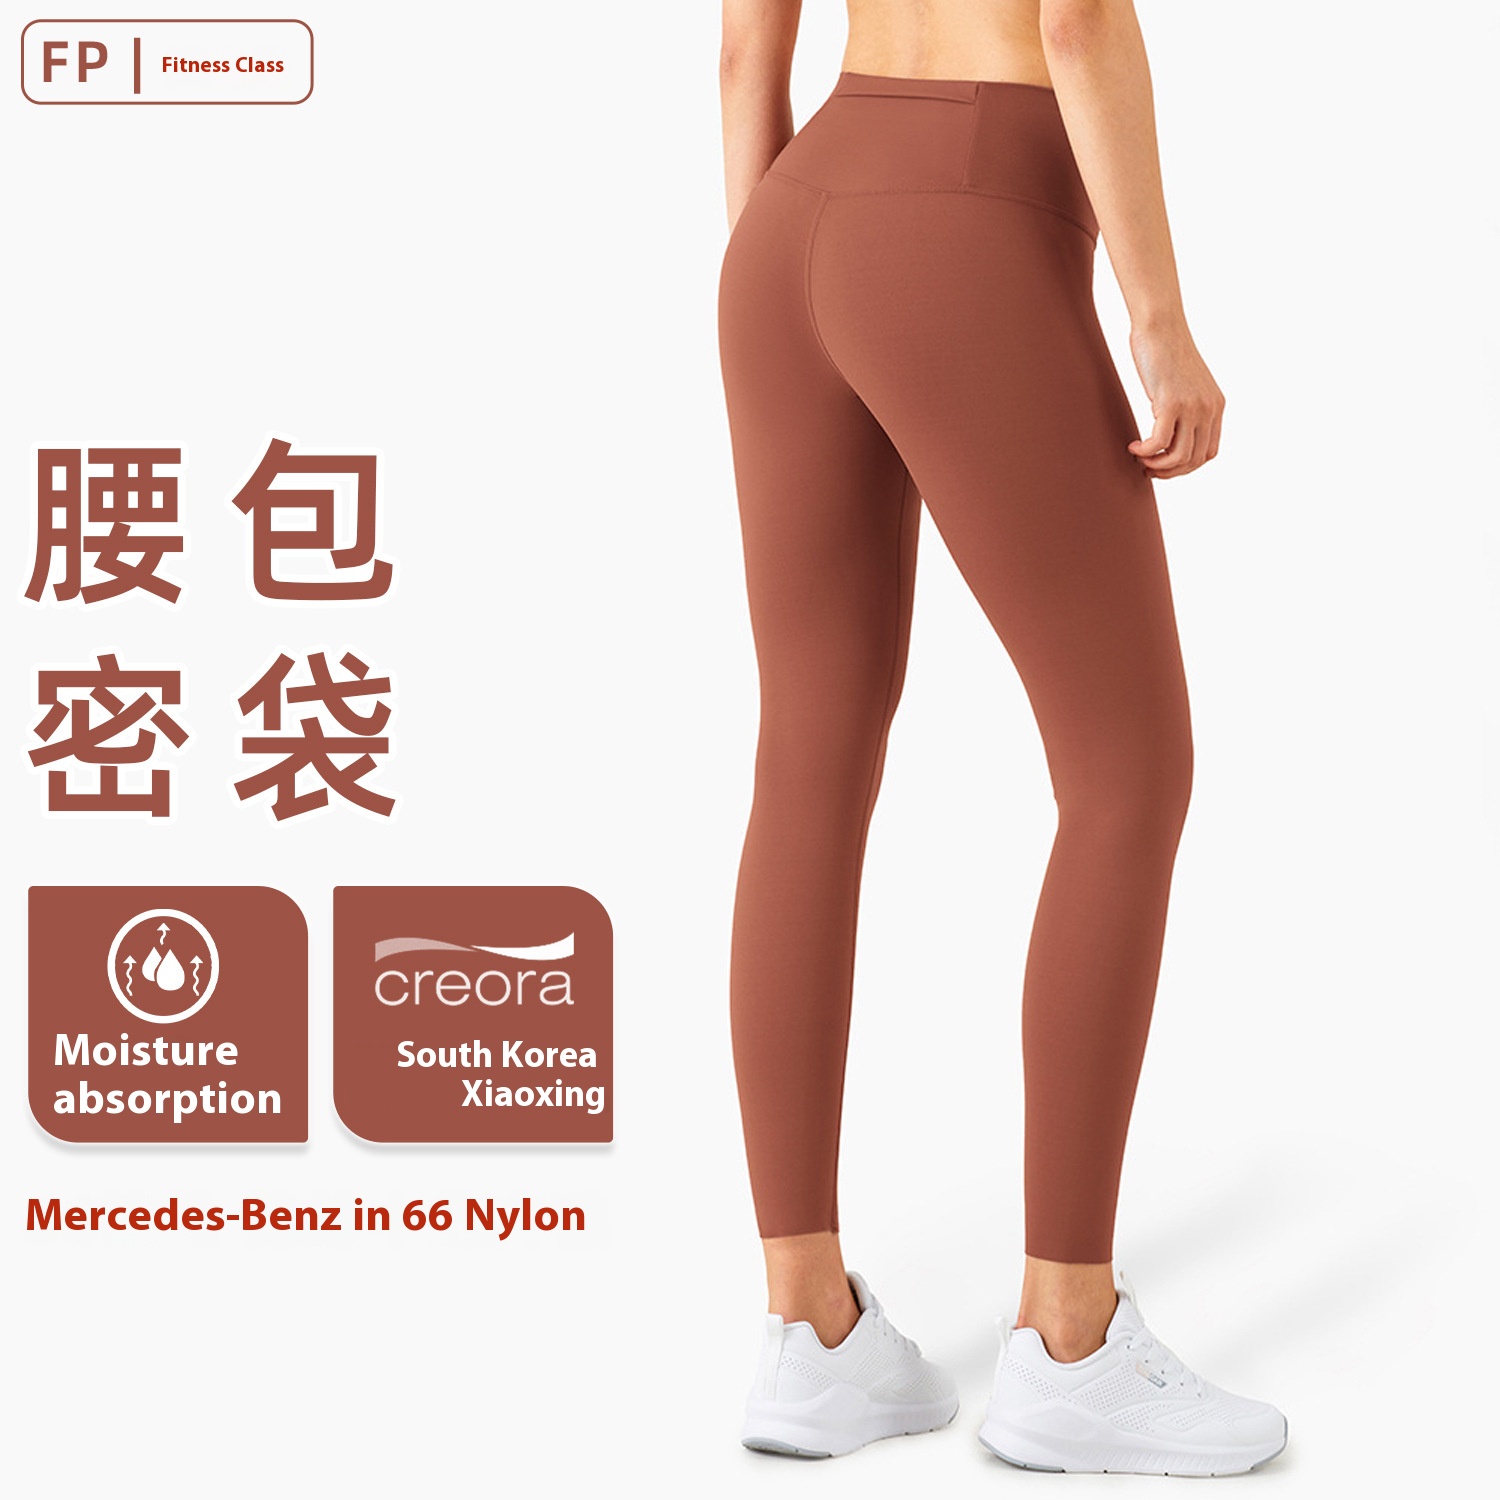 FP | Fitness Class
腰包
密袋
Moisture
absorption
creora
South Korea
Xiaoxing
Mercedes-Benz in 66 Nylon